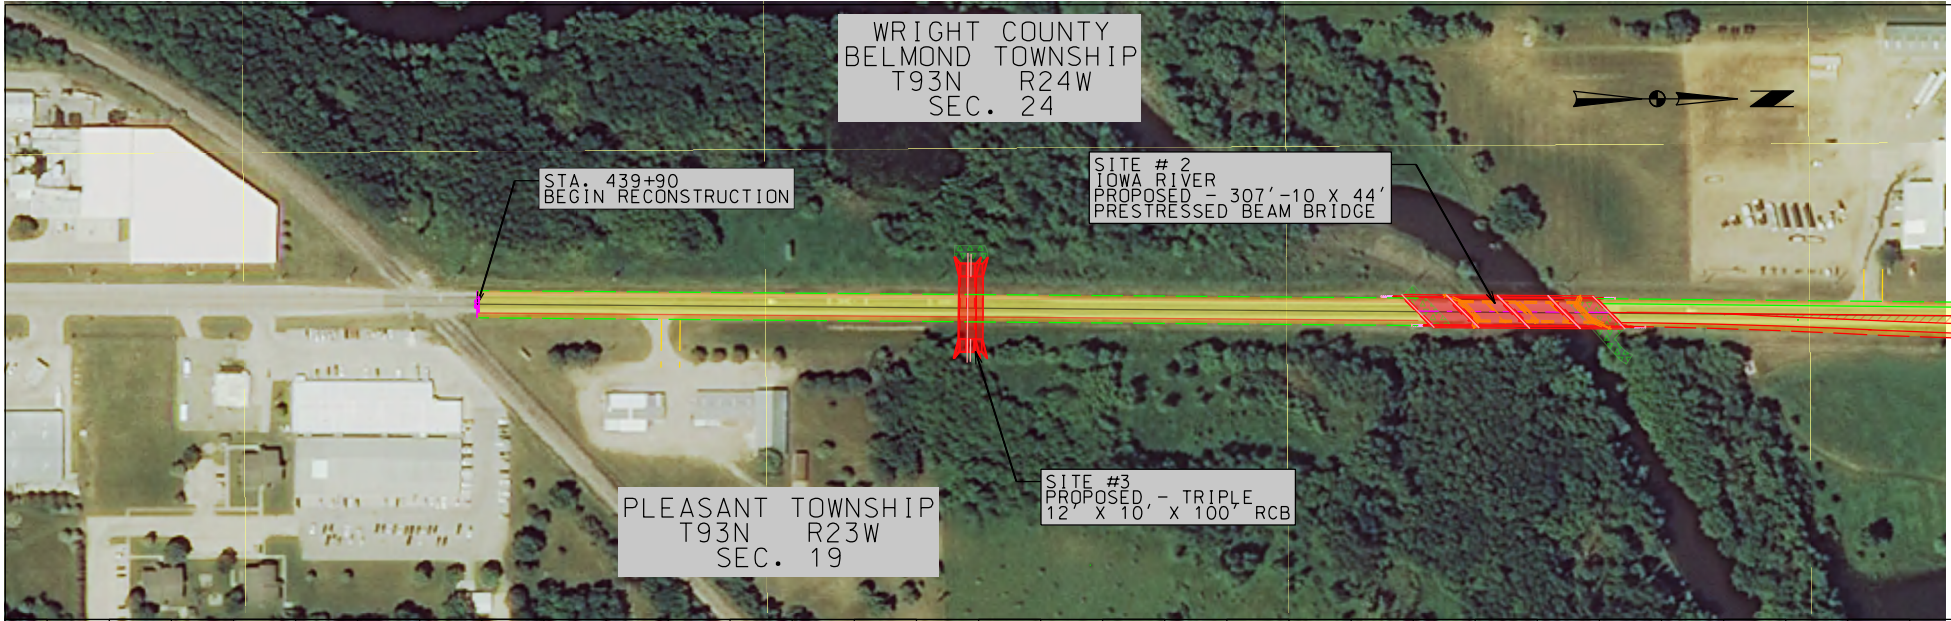 WRIGHT COUNTY
BELMOND TOWNSHIP
T93N R24W
SEC. 24
STA. 439+90
BEGIN RECONSTRUCTION
SITE # 2
IOWA RIVER
PROPOSED - 307'-10 X 44'
PRESTRESSED BEAM BRIDGE
SITE #3
PROPOSED - TRIPLE
12' X 10' X 100' RCB
PLEASANT TOWNSHIP
T93N R23W
SEC. 19